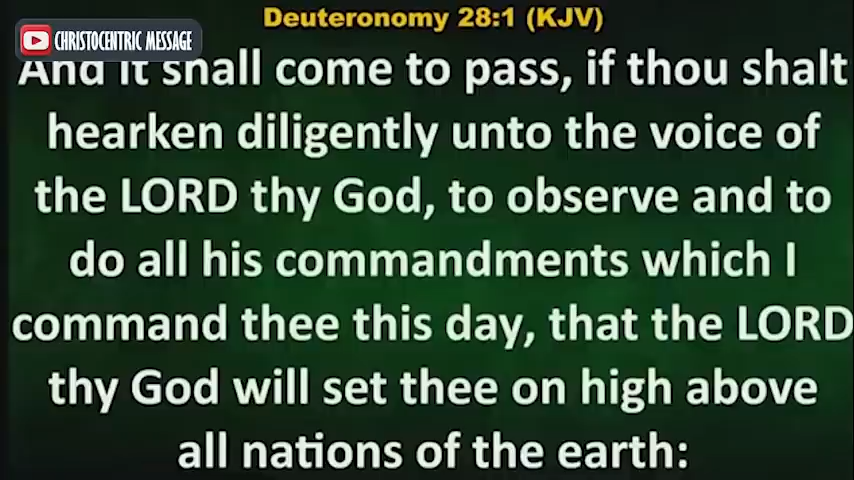 Deuteronomy 28:1 (KJV)
CHRISTOCENTRIC MESSAGE
And it shall come to pass, if thou shalt
hearken diligently unto the voice of
the LORD thy God, to observe and to
do all his commandments which I
command thee this day, that the LORD
thy God will set thee on high above
all nations of the earth: